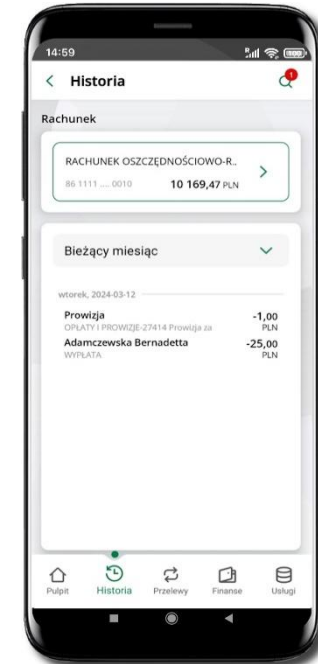 14:59
Historia
1
Rachunek
RACHUNEK OSZCZĘDNOŚCIOWO-R..
86 1111 .... 0010 10 169,47 PLN
Bieżący miesiąc
wtorek, 2024-03-12
Prowizja -1,00
OPŁATY I PROWIZJE-27414 Prowizja za PLN
Adamczewska Bernadetta -25,00
WYPŁATA PLN
Pulpit Historia Przelewy Finanse Usługi